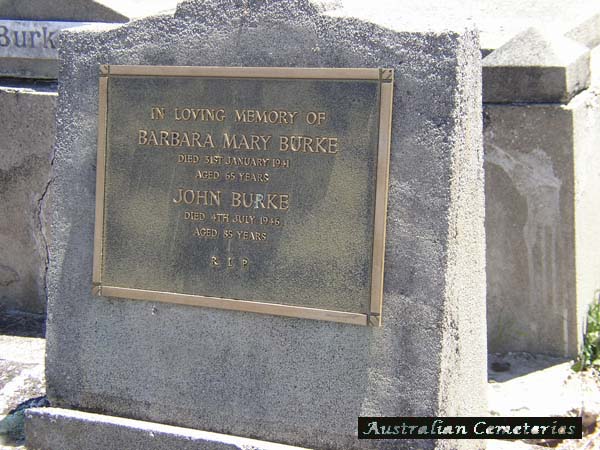 Burk
IN LOVING MEMORY OF
BARBARA MARY BURKE
DIED 31ST JANUARY 1941
AGED 65 YEARS
JOHN BURKE
DIED 4TH JULY 1946
AGED 85 YEARS
R I P
Australian Cemeteries